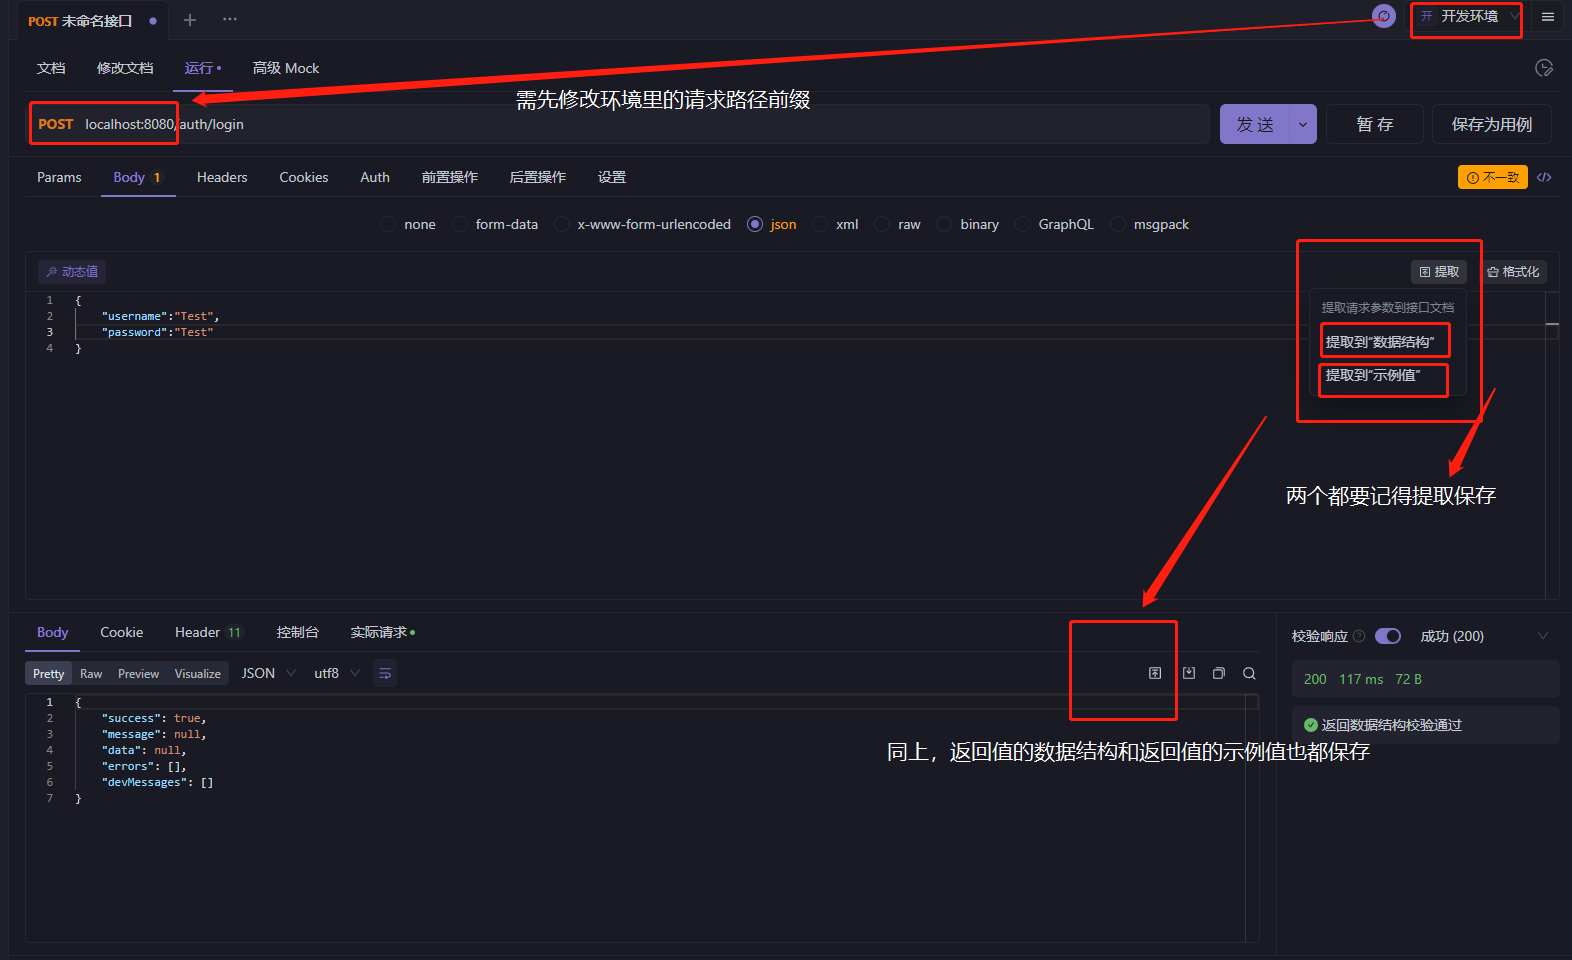 POST 未命名接口
开 开发环境
文档 修改文档 运行 高级 Mock
需先修改环境里的请求路径前缀
POST localhost:8080/auth/login
发 送 暂 存 保存为用例
Params Body 1 Headers Cookies Auth 前置操作 后置操作 设置
不一致 </>
none form-data x-www-form-urlencoded json xml raw binary GraphQL msgpack
动态值 提取 格式化
提取请求参数到接口文档
提取到“数据结构”
提取到“示例值”
1 {
2 "username":"Test",
3 "password":"Test"
4 }
两个都要记得提取保存
Body Cookie Header 11 控制台 实际请求
校验响应 ? 成功 (200)
Pretty Raw Preview Visualize JSON utf8
200 117 ms 72 B
返回数据结构校验通过
1 {
2 "success": true,
3 "message": null,
4 "data": null,
5 "errors": [],
6 "devMessages": []
7 }
同上，返回值的数据结构和返回值的示例值也都保存